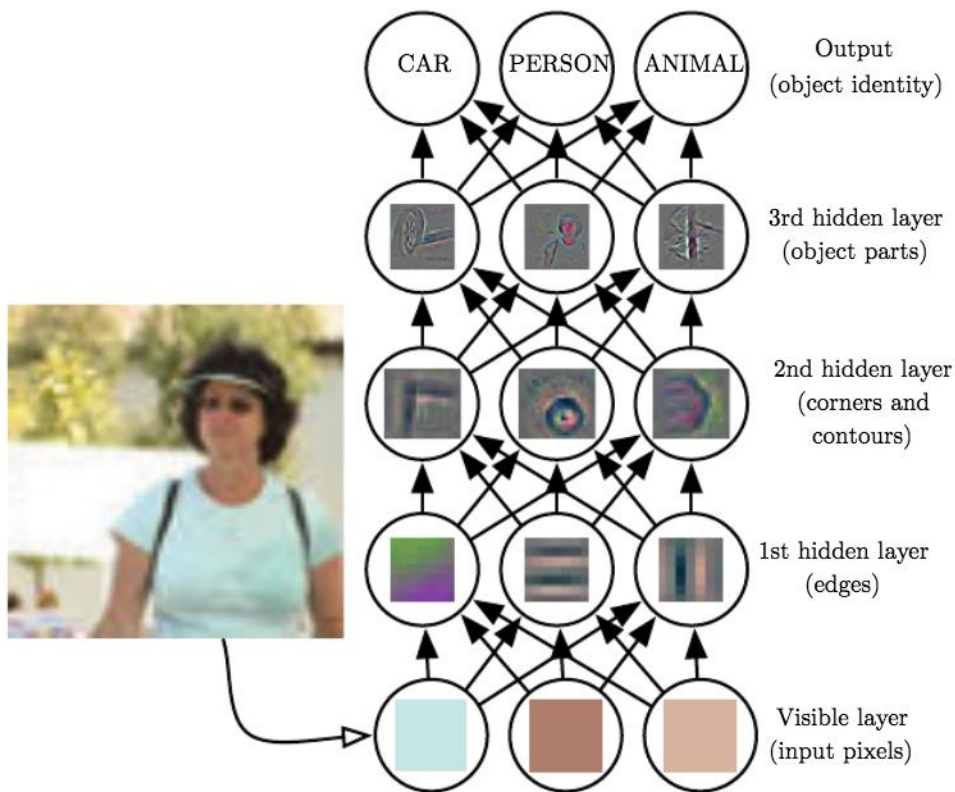 CAR PERSON ANIMAL
Output
(object identity)
3rd hidden layer
(object parts)
2nd hidden layer
(corners and
contours)
1st hidden layer
(edges)
Visible layer
(input pixels)